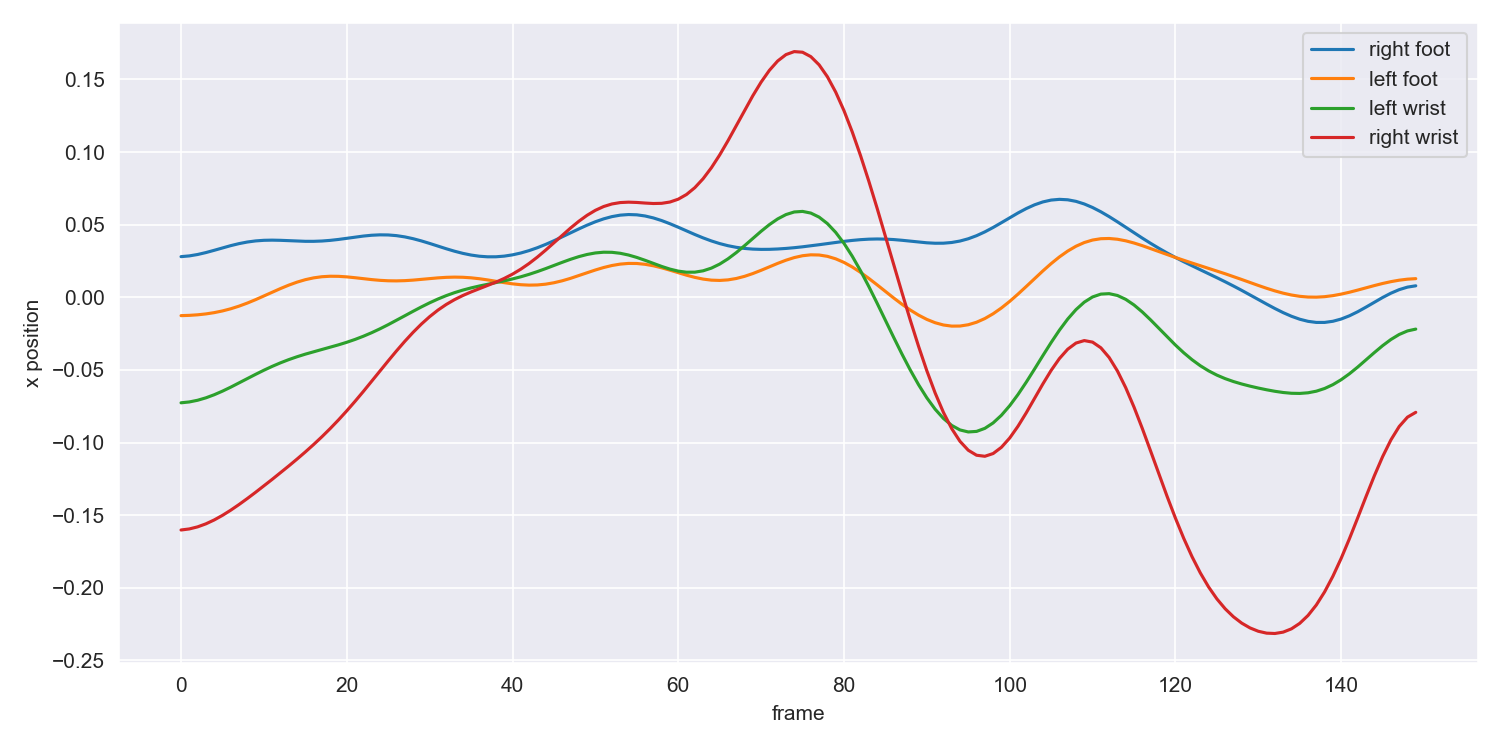 right foot
left foot
left wrist
right wrist
0.15
0.10
0.05
0.00
−0.05
−0.10
−0.15
−0.20
−0.25
x position
0 20 40 60 80 100 120 140
frame